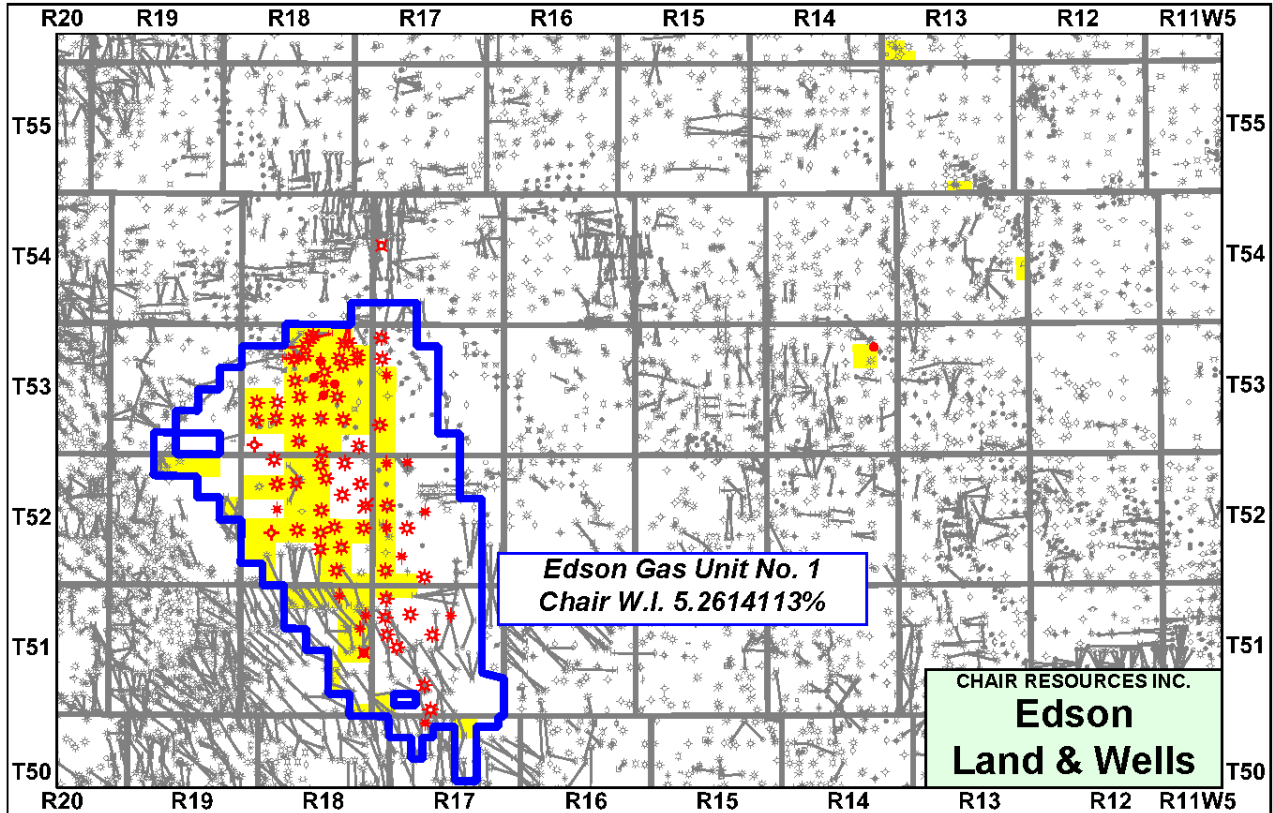 R20 R19 R18 R17 R16 R15 R14 R13 R12 R11W5
T55 T55
T54 T54
T53 T53
T52 T52
Edson Gas Unit No. 1
Chair W.I. 5.2614113%
T51 T51
CHAIR RESOURCES INC.
Edson
Land & Wells
T50 T50
R20 R19 R18 R17 R16 R15 R14 R13 R12 R11W5